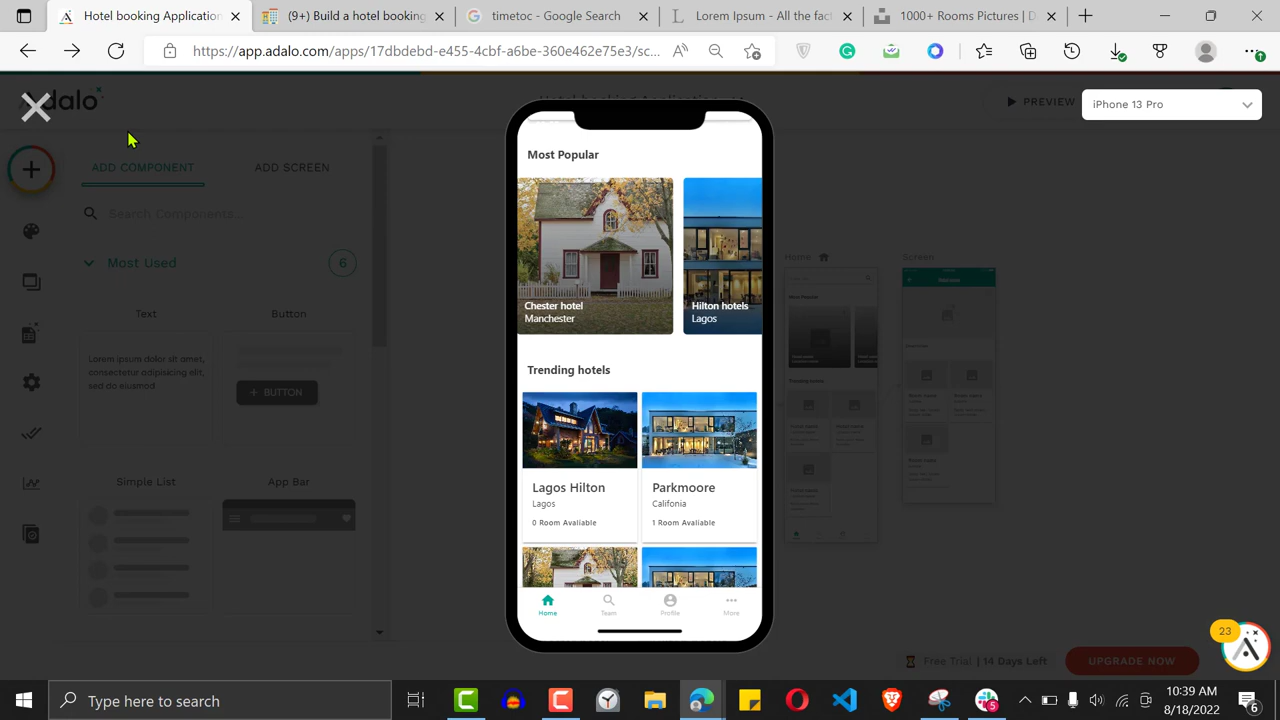 Hotel booking Application
(9+) Build a hotel booking
timing - Ipsum - All the fact
1000+ Rooms Pictures | D
https://app.adalo.com/apps/17dbdebd-e455-4cbf-a6be-360e462e75e3/sc...
PREVIEW
iPhone 13 Pro
ADD COMPONENT
ADD SCREEN
Search Components...
Most Used
6
Text
Button
Lorem ipsum dolor sit amet,
consectetur adipisicing elit,
sed do eiusmod
+ BUTTON
Simple List
App Bar
Most Popular
Chester hotel
Manchester
Hilton hotels
Lagos
Trending hotels
Lagos Hilton
Lagos
0 Room Avaliable
Parkmoore
Califonia
1 Room Avaliable
Home
Team
Profile
More
Home
Screen
23
Free Trial | 14 Days Left
UPGRADE NOW
Type here to search
5
10:39 AM
8/18/2022
6